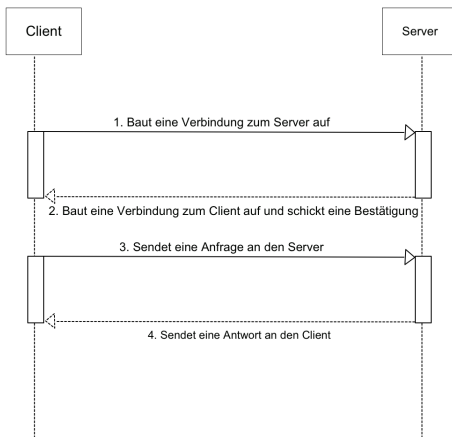 Client
Server
1. Baut eine Verbindung zum Server auf
2. Baut eine Verbindung zum Client auf und schickt eine Bestätigung
3. Sendet eine Anfrage an den Server
4. Sendet eine Antwort an den Client